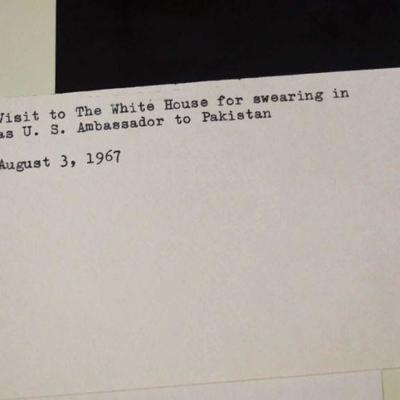 Visit to The White House for swearing in
as U. S. Ambassador to Pakistan
August 3, 1967